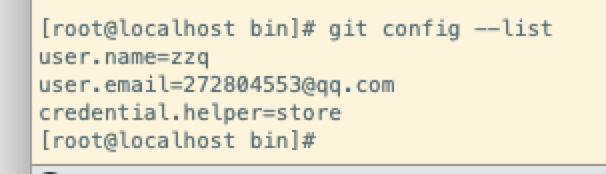 [root@localhost bin]# git config --list
user.name=zzq
user.email=272804553@qq.com
credential.helper=store
[root@localhost bin]#